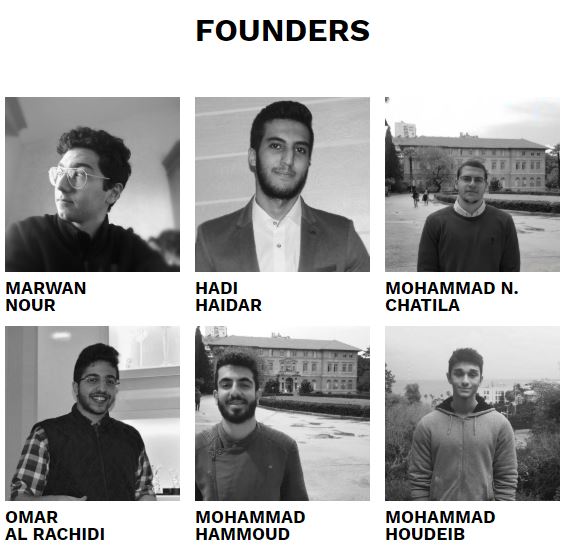 FOUNDERS
MARWAN
NOUR
HADI
HAIDAR
MOHAMMAD N.
CHATILA
OMAR
AL RACHIDI
MOHAMMAD
HAMMOUD
MOHAMMAD
HOUDEIB